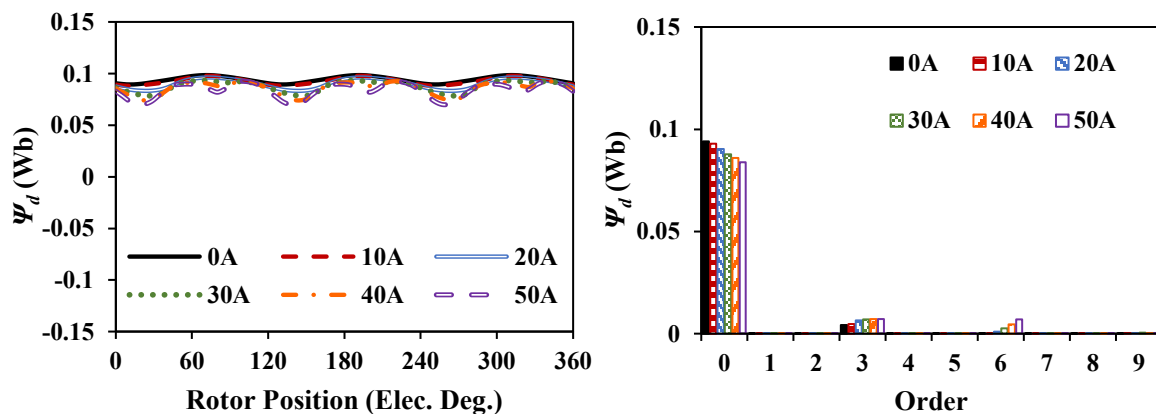 0.15
0.1
0.05
0
-0.05
-0.1
-0.15
Ψd (Wb)
0A 10A 20A
30A 40A 50A
0 60 120 180 240 300 360
Rotor Position (Elec. Deg.)
0.15
0.1
0.05
0
Ψd (Wb)
0A 10A 20A
30A 40A 50A
0 1 2 3 4 5 6 7 8 9
Order